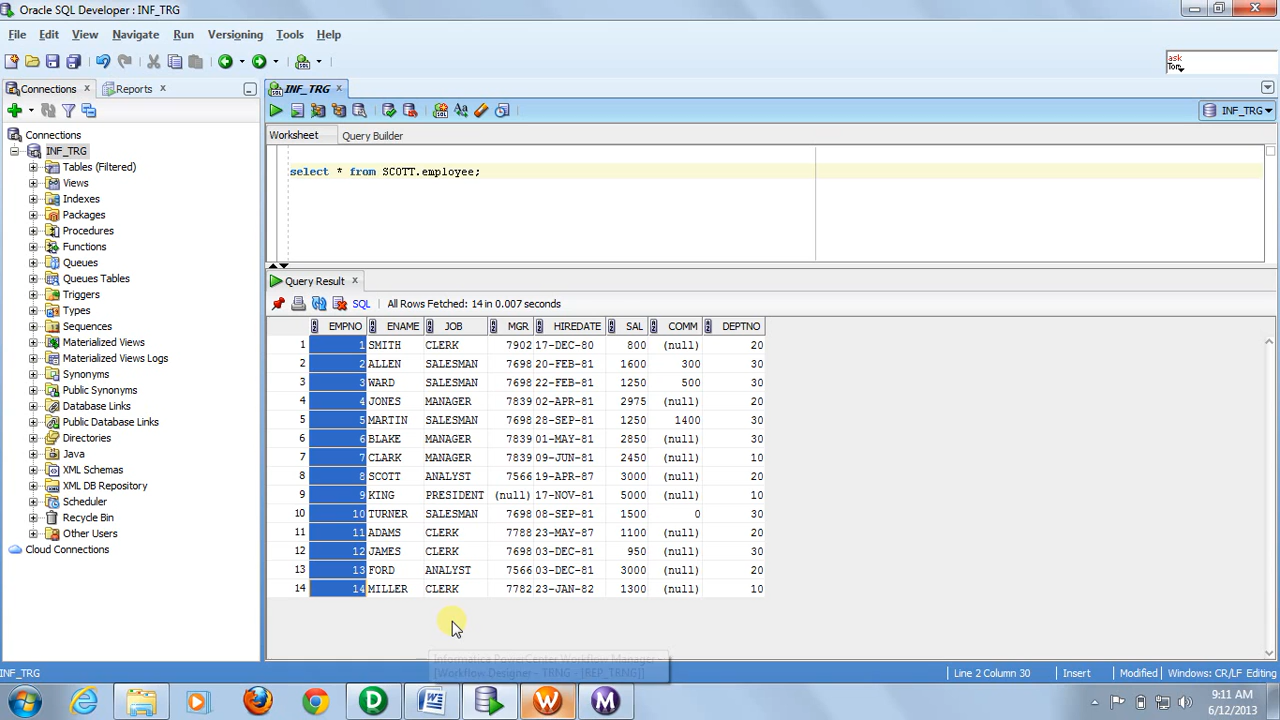 Oracle SQL Developer : INF_TRG
File Edit View Navigate Run Versioning Tools Help
ask
Tom
Connections Reports INF_TRG
INF_TRG
Worksheet Query Builder
Connections
INF_TRG
Tables (Filtered)
Views
Indexes
Packages
Procedures
Functions
Queues
Queues Tables
Triggers
Types
Sequences
Materialized Views
Materialized Views Logs
Synonyms
Public Synonyms
Database Links
Public Database Links
Directories
Java
XML Schemas
XML DB Repository
Scheduler
Recycle Bin
Other Users
Cloud Connections
select * from SCOTT.employee;
Query Result
SQL All Rows Fetched: 14 in 0.007 seconds
EMPNO ENAME JOB MGR HIREDATE SAL COMM DEPTNO
1 1 SMITH CLERK 7902 17-DEC-80 800 (null) 20
2 2 ALLEN SALESMAN 7698 20-FEB-81 1600 300 30
3 3 WARD SALESMAN 7698 22-FEB-81 1250 500 30
4 4 JONES MANAGER 7839 02-APR-81 2975 (null) 20
5 5 MARTIN SALESMAN 7698 28-SEP-81 1250 1400 30
6 6 BLAKE MANAGER 7839 01-MAY-81 2850 (null) 30
7 7 CLARK MANAGER 7839 09-JUN-81 2450 (null) 10
8 8 SCOTT ANALYST 7566 19-APR-87 3000 (null) 20
9 9 KING PRESIDENT (null) 17-NOV-81 5000 (null) 10
10 10 TURNER SALESMAN 7698 08-SEP-81 1500 0 30
11 11 ADAMS CLERK 7788 23-MAY-87 1100 (null) 20
12 12 JAMES CLERK 7698 03-DEC-81 950 (null) 30
13 13 FORD ANALYST 7566 03-DEC-81 3000 (null) 20
14 14 MILLER CLERK 7782 23-JAN-82 1300 (null) 10
Informatica PowerCenter Workflow Manager -
[Workflow Designer - TRNG - [BEP_TRNG]]
INF_TRG Line 2 Column 30 Insert Modified Windows: CR/LF Editing
D W W M
9:11 AM
6/12/2013